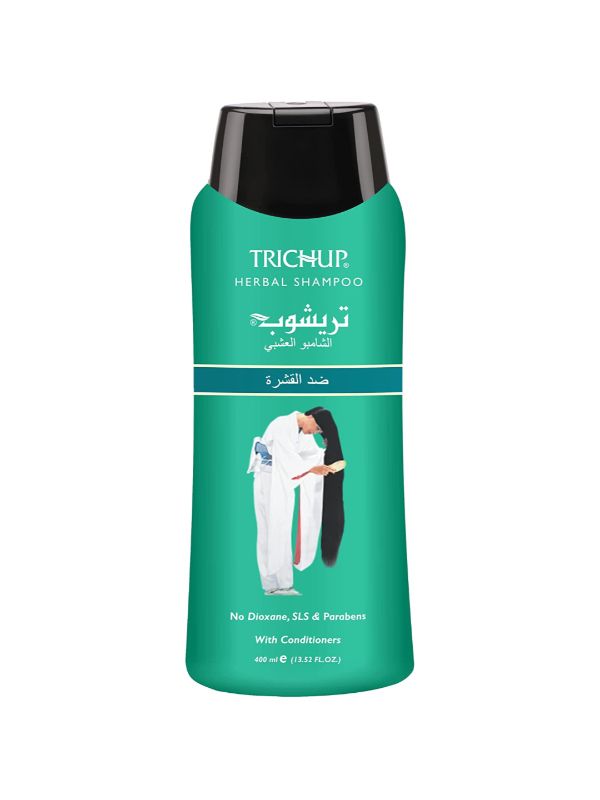 TRICHUP®
HERBAL SHAMPOO
تريشوب®
الشامبو العشبي
ضد القشرة
No Dioxane, SLS & Parabens
With Conditioners
400 ml e (13.52 FL.OZ.)